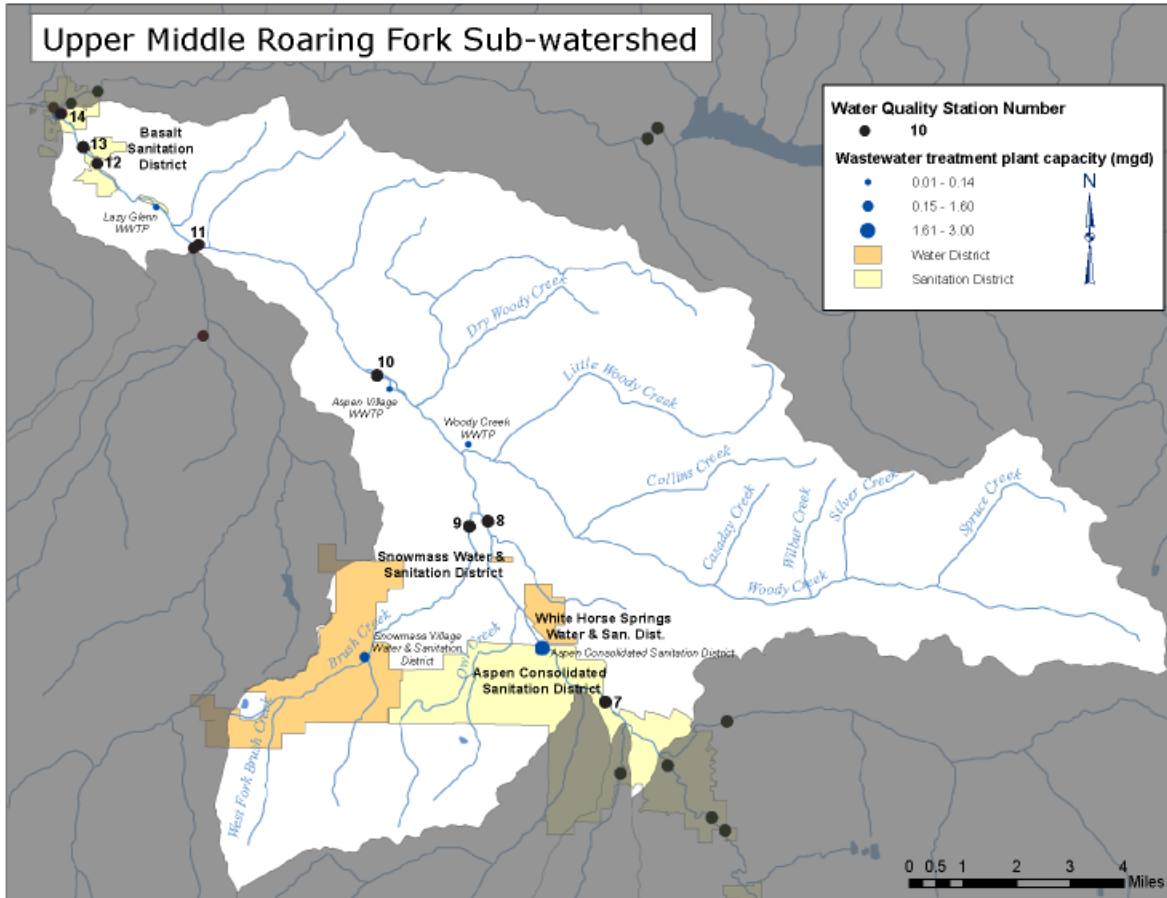 Upper Middle Roaring Fork Sub-watershed
Water Quality Station Number
10
Wastewater treatment plant capacity (mgd)
0.01 - 0.14
0.15 - 1.60
1.61 - 3.00
Water District
Sanitation District
N
14
13
12
Basalt
Sanitation
District
Lazy Glenn
WWTP
11
Dry Woody Creek
10
Aspen Village
WWTP
Little Woody Creek
Woody Creek
WWTP
Collins Creek
Casaday Creek
Wilbur Creek
Silver Creek
Spruce Creek
Woody Creek
9
8
Snowmass Water &
Sanitation District
White Horse Springs
Water & San. Dist.
Brush Creek
Snowmass Village
Water & Sanitation
District
Owl Creek
Aspen Consolidated Sanitation District
Aspen Consolidated
Sanitation District
7
West Fork Brush Creek
0 0.5 1 2 3 4
Miles